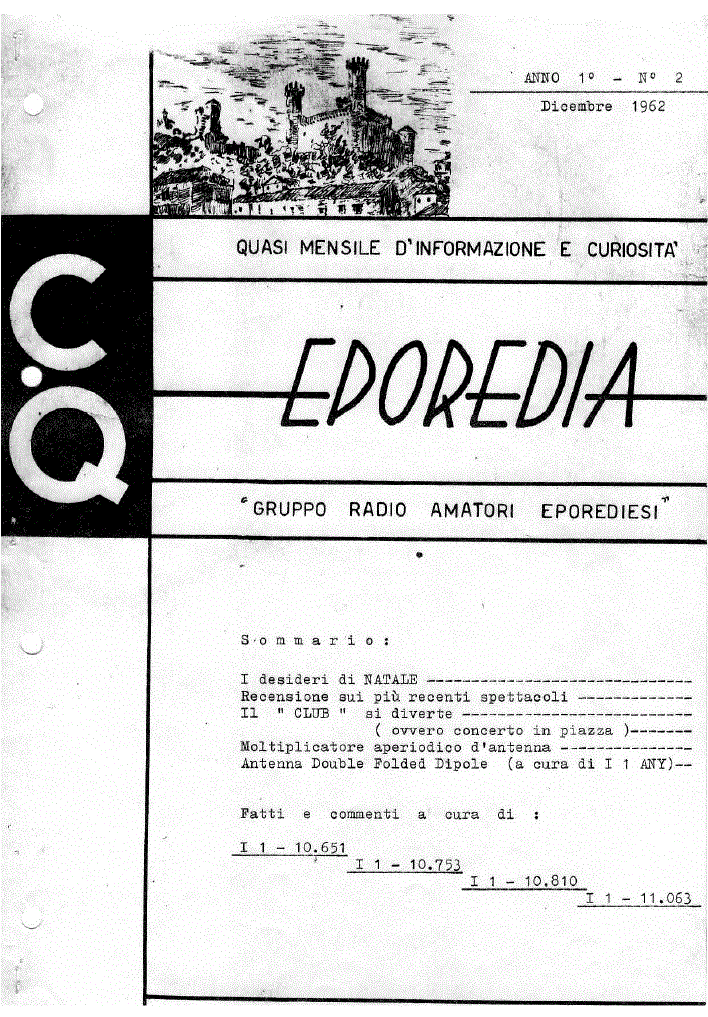 ANNO 1º - Nº 2
Dicembre 1962
QUASI MENSILE D'INFORMAZIONE E CURIOSITA'
CQ
EPOREDIA
"GRUPPO RADIO AMATORI EPOREDIESI"
Sommario:
I desideri di NATALE ------------------------------
Recensione sui più recenti spettacoli -------------
Il " CLUB " si diverte --------------------------
( ovvero concerto in piazza )-------
Moltiplicatore aperiodico d'antenna ---------------
Antenna Double Folded Dipole (a cura di I 1 ANY)--
Fatti e commenti a cura di :
I 1 - 10.651
I 1 - 10.753
I 1 - 10.810
I 1 - 11.063